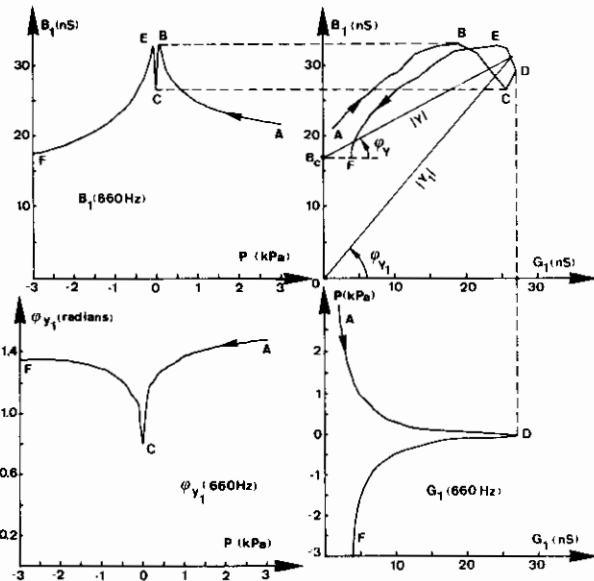 B₁(nS)
E B
30
C
20
A
F
10
B₁(660Hz)
P (kPa)
-3 -2 -1 0 1 2 3
B₁(nS)
B E
30
D
C
A
20
|Y|
φY
Bc
F
|Y₁|
10
φY₁
G₁(nS)
0 10 20 30
φy₁(radians)
1.4
F
A
1.0
C
0.6
φy₁(660Hz)
0.2
P (kPa)
-3 -2 -1 0 1 2 3
P(kPa)
A
2
1
0
D
-1
G₁(660Hz)
-2
F
-3
G₁(nS)
0 10 20 30